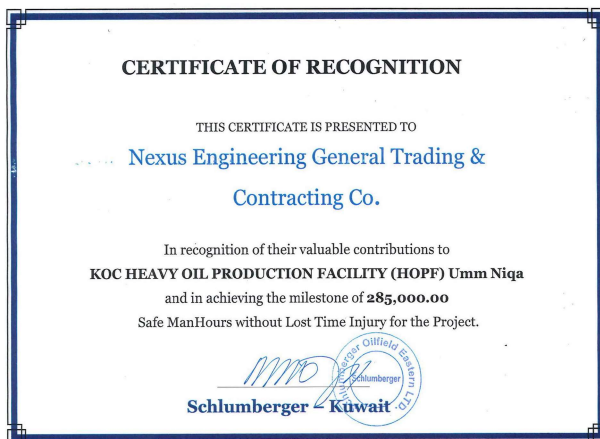 CERTIFICATE OF RECOGNITION
THIS CERTIFICATE IS PRESENTED TO
Nexus Engineering General Trading &
Contracting Co.
In recognition of their valuable contributions to
KOC HEAVY OIL PRODUCTION FACILITY (HOPF) Umm Niqa
and in achieving the milestone of 285,000.00
Safe ManHours without Lost Time Injury for the Project.
Schlumberger Oilfield Eastern LTD.
Schlumberger
Schlumberger – Kuwait